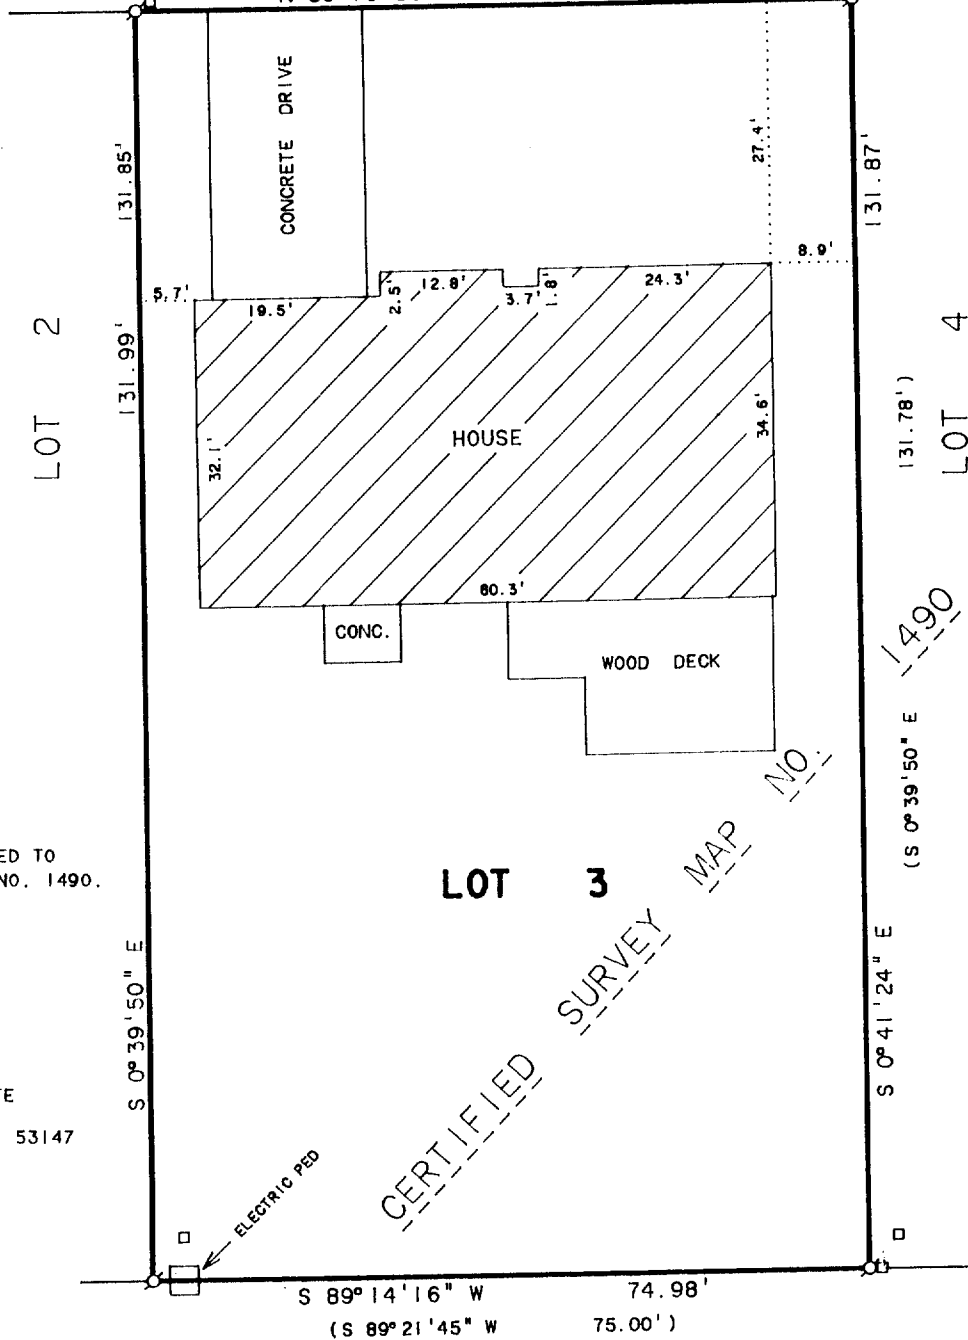 CONCRETE DRIVE
131.85'
27.4'
131.87'
8.9'
5.7'
19.5'
2.5'
12.8'
3.7'
1.8'
24.3'
LOT 2
131.99'
131.78')
LOT 4
32.1'
HOUSE
34.6'
60.3'
CONC.
WOOD DECK
1490
(S 0°39'50" E
CERTIFIED SURVEY MAP NO.
ED TO
NO. 1490.
LOT 3
S 0°39'50" E
S 0°41'24" E
TE
53147
ELECTRIC PED
S 89°14'16" W 74.98'
(S 89°21'45" W 75.00')